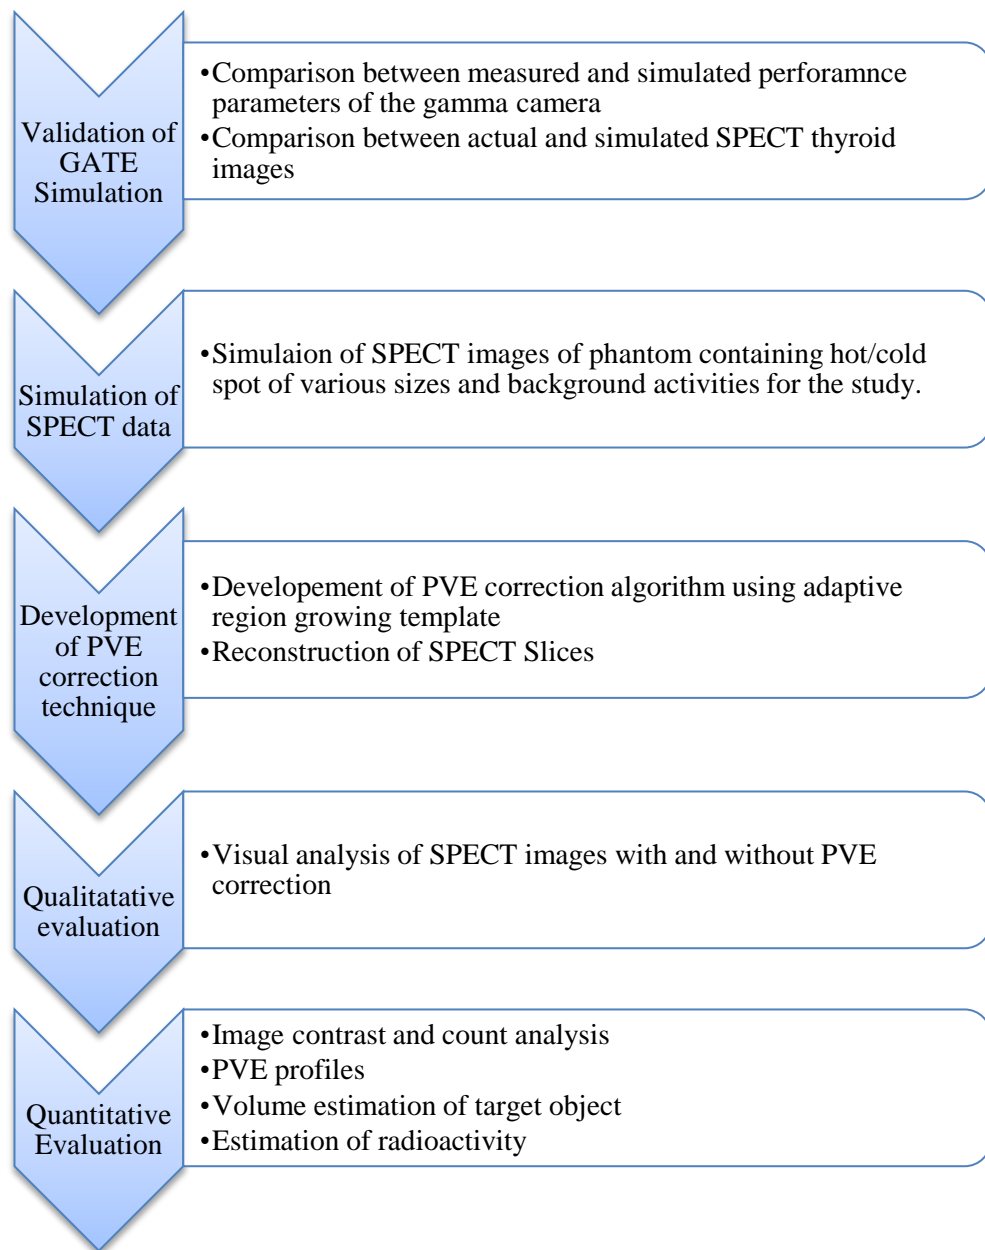 Validation of
GATE
Simulation
•Comparison between measured and simulated perforamnce
parameters of the gamma camera
•Comparison between actual and simulated SPECT thyroid
images
Simulation of
SPECT data
•Simulaion of SPECT images of phantom containing hot/cold
spot of various sizes and background activities for the study.
Development
of PVE
correction
technique
•Developement of PVE correction algorithm using adaptive
region growing template
•Reconstruction of SPECT Slices
Qualitatative
evaluation
•Visual analysis of SPECT images with and without PVE
correction
Quantitative
Evaluation
•Image contrast and count analysis
•PVE profiles
•Volume estimation of target object
•Estimation of radioactivity